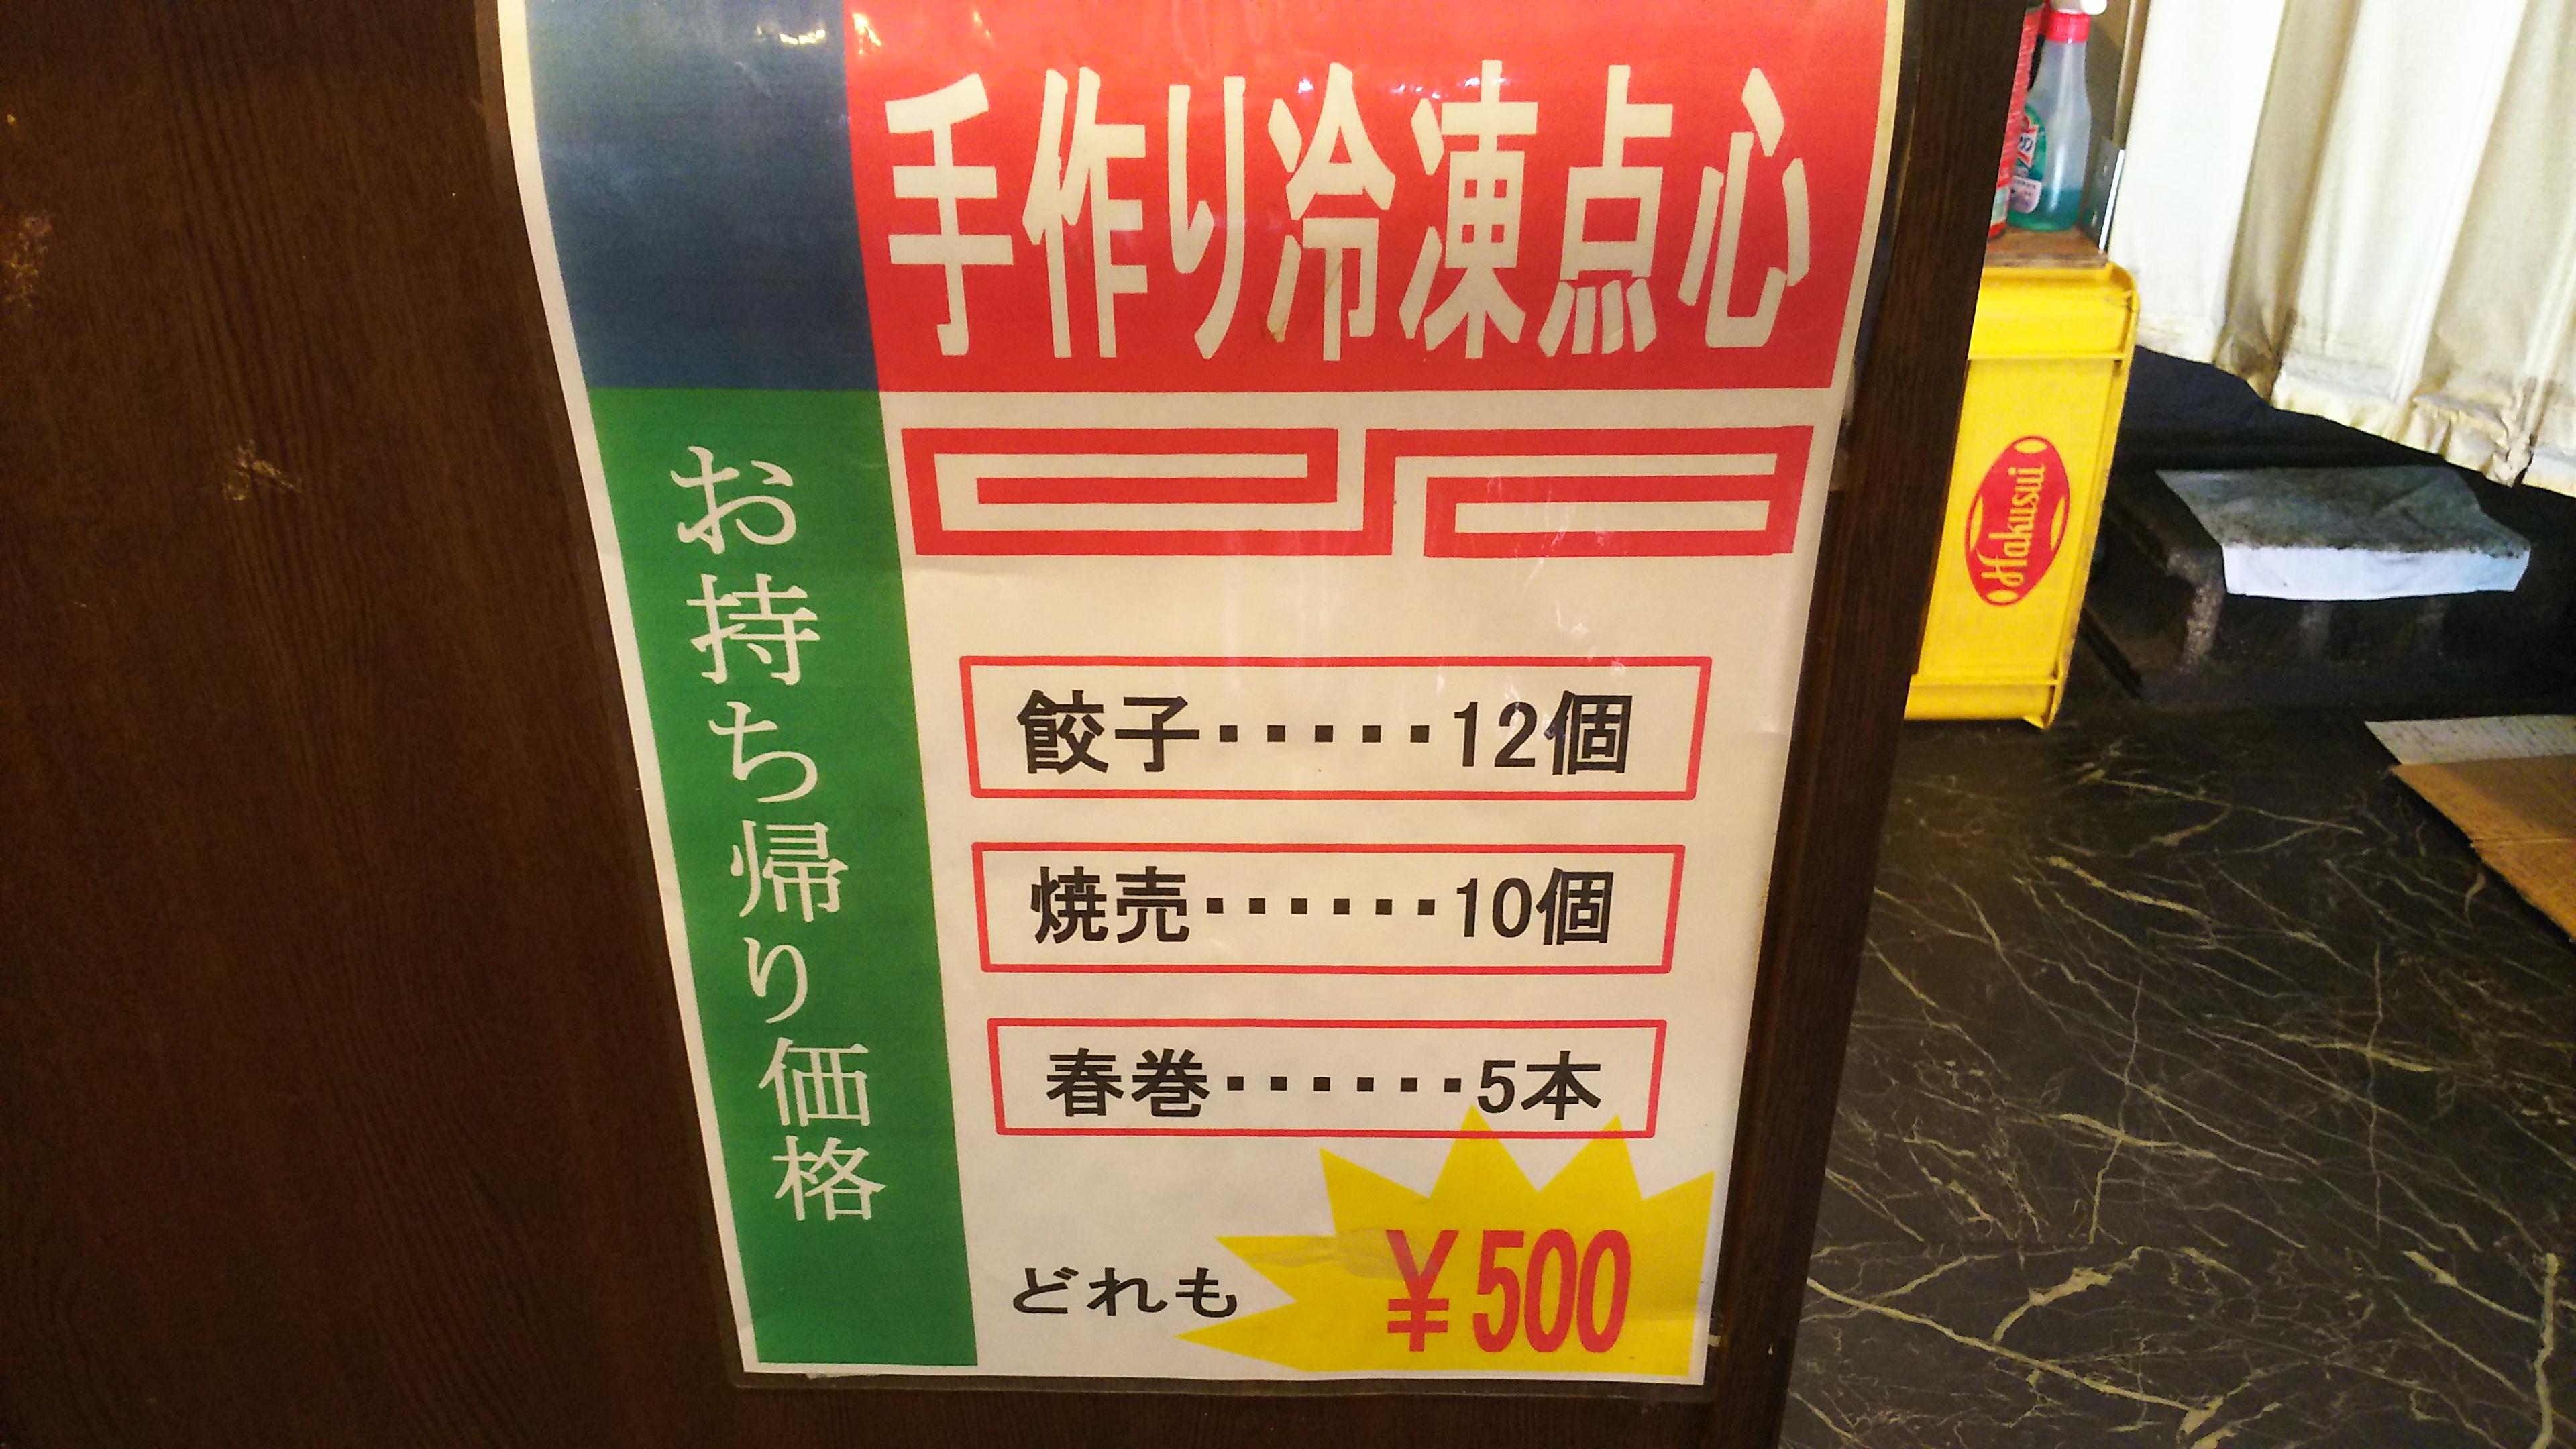 手作り冷凍点心
お持ち帰り価格
餃子・・・・・12個
焼売・・・・・・10個
春巻・・・・・・5本
どれも ¥500
Hakusui